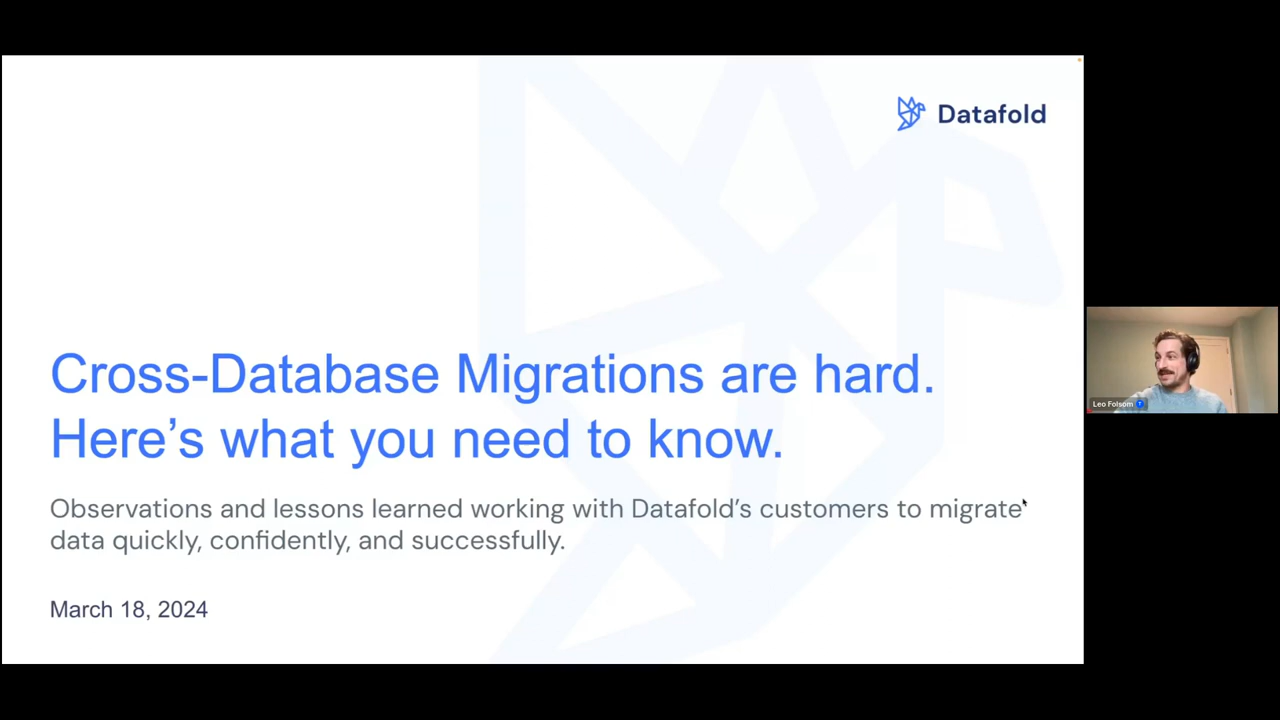 Datafold
Cross-Database Migrations are hard.
Here’s what you need to know.
Observations and lessons learned working with Datafold’s customers to migrate
data quickly, confidently, and successfully.
March 18, 2024
Leo Folsom